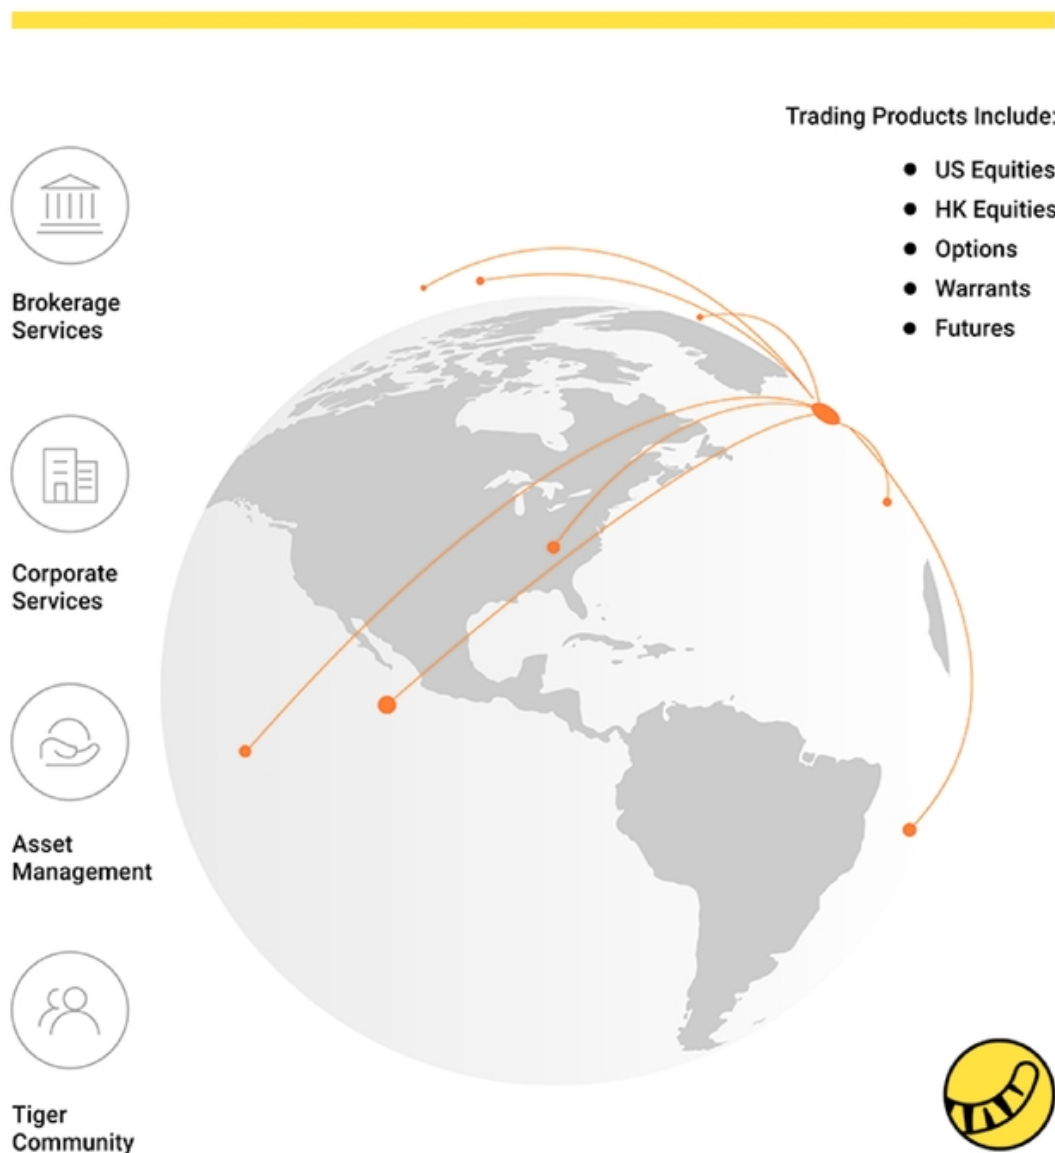 Trading Products Include:
US Equities
HK Equities
Options
Warrants
Futures
Brokerage
Services
Corporate
Services
Asset
Management
Tiger
Community